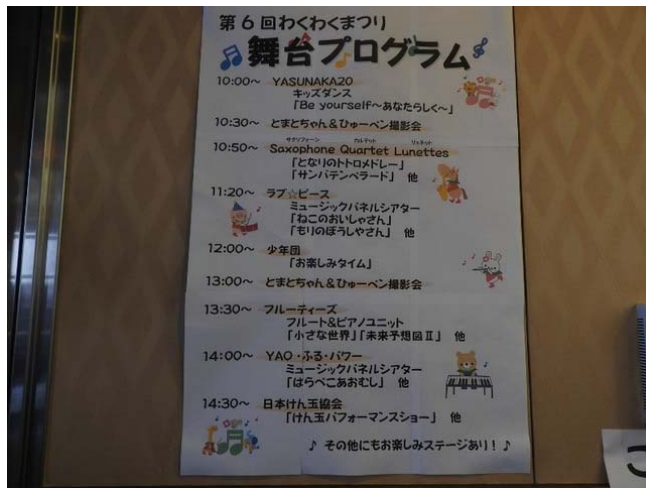 第6回わくわくまつり
舞台プログラム
10:00～ YASUNAKA20
キッズダンス
「Be yourself～あなたらしく～」
10:30～ とまとちゃん＆ひゅーペン撮影会
サクソフォーン カルテット リュネット
10:50～ Saxophone Quartet Lunettes
「となりのトトロメドレー」
「サンバテンペラード」 他
11:20～ ラブ☆ピース
ミュージックパネルシアター
「ねこのおいしゃさん」
「もりのぼうしやさん」 他
12:00～ 少年団
「お楽しみタイム」
13:00～ とまとちゃん＆ひゅーペン撮影会
13:30～ フルーティーズ
フルート&ピアノユニット
「小さな世界」「未来予想図Ⅱ」 他
14:00～ YAO・ふる・パワー
ミュージックパネルシアター
「はらぺこあおむし」 他
14:30～ 日本けん玉協会
「けん玉パフォーマンスショー」 他
♪ その他にもお楽しみステージあり！♪